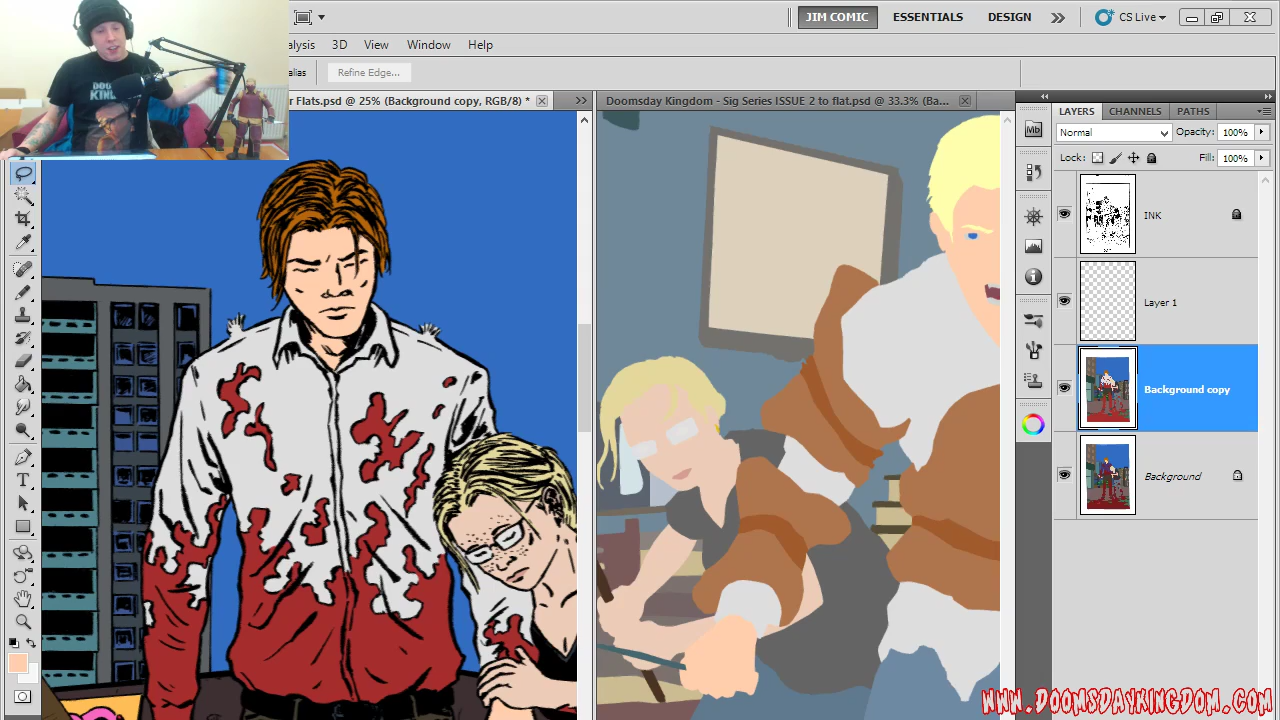 JIM COMIC
ESSENTIALS
DESIGN
CS Live
alysis
3D
View
Window
Help
alias
Refine Edge...
r Flats.psd @ 25% (Background copy, RGB/8) *
Doomsday Kingdom - Sig Series ISSUE 2 to flat.psd @ 33.3% (Ba...
LAYERS
CHANNELS
PATHS
Normal
Opacity:
100%
Lock:
Fill:
100%
Mb
INK
Layer 1
Background copy
Background
WWW.DOOMSDAYKINGDOM.COM